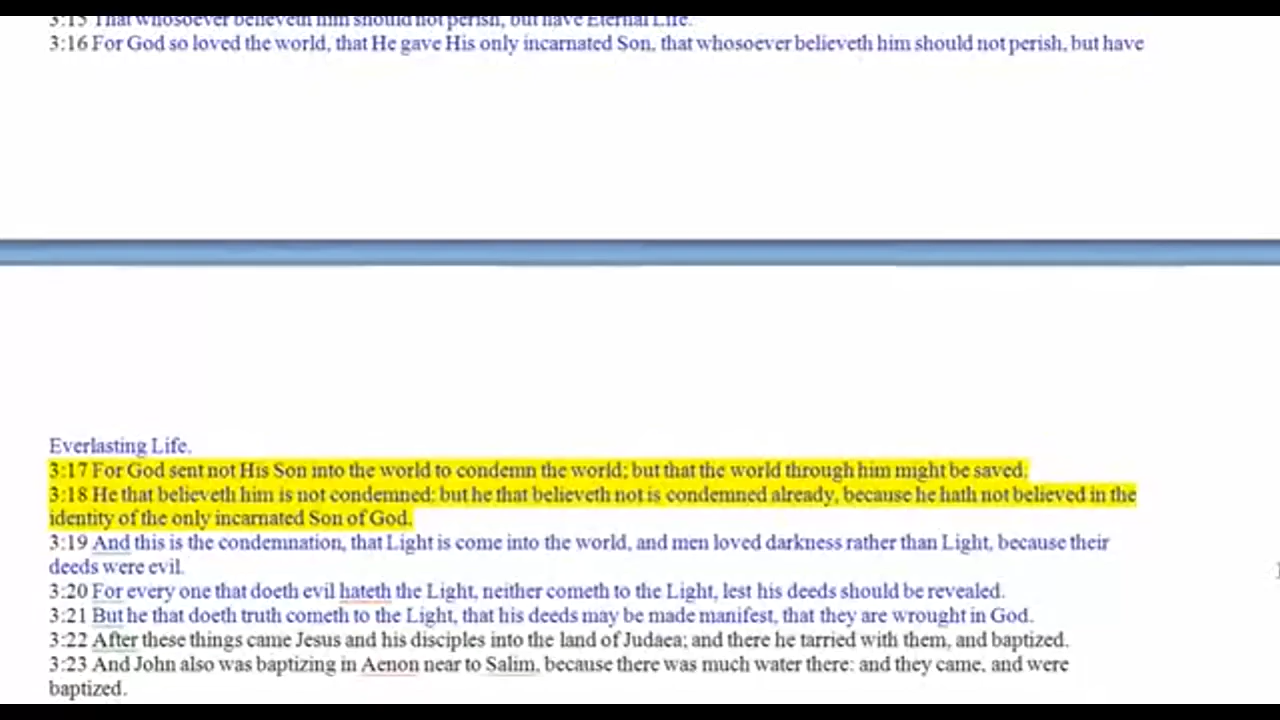 3:15 That whosoever believeth him should not perish, but have Eternal Life.
3:16 For God so loved the world, that He gave His only incarnated Son, that whosoever believeth him should not perish, but have
Everlasting Life.
3:17 For God sent not His Son into the world to condemn the world; but that the world through him might be saved.
3:18 He that believeth him is not condemned: but he that believeth not is condemned already, because he hath not believed in the
identity of the only incarnated Son of God.
3:19 And this is the condemnation, that Light is come into the world, and men loved darkness rather than Light, because their
deeds were evil.
3:20 For every one that doeth evil hateth the Light, neither cometh to the Light, lest his deeds should be revealed.
3:21 But he that doeth truth cometh to the Light, that his deeds may be made manifest, that they are wrought in God.
3:22 After these things came Jesus and his disciples into the land of Judaea; and there he tarried with them, and baptized.
3:23 And John also was baptizing in Aenon near to Salim, because there was much water there: and they came, and were
baptized.